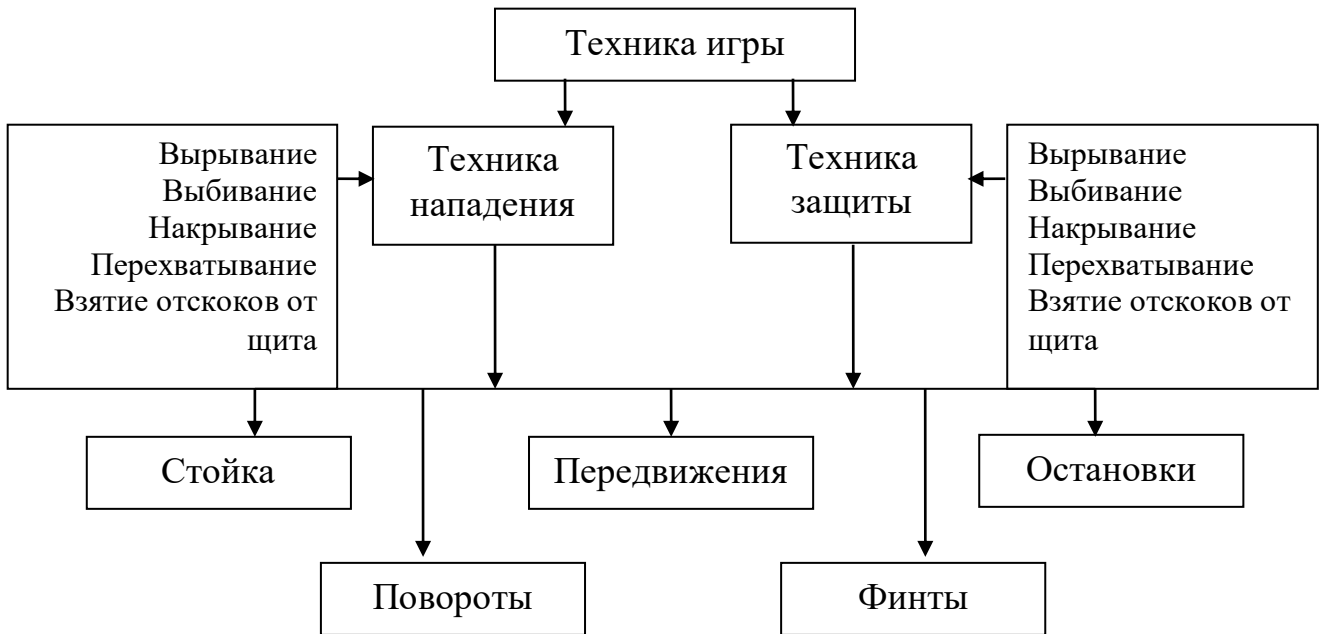 Техника игры
Вырывание
Выбивание
Накрывание
Перехватывание
Взятие отскоков от
щита
Техника
нападения
Техника
защиты
Вырывание
Выбивание
Накрывание
Перехватывание
Взятие отскоков от
щита
Стойка
Передвижения
Остановки
Повороты
Финты